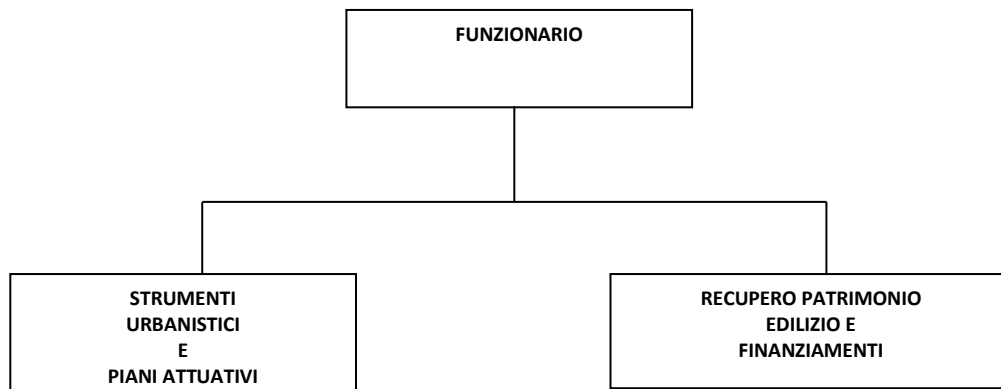 FUNZIONARIO
STRUMENTI
URBANISTICI
E
PIANI ATTUATIVI
RECUPERO PATRIMONIO
EDILIZIO E
FINANZIAMENTI